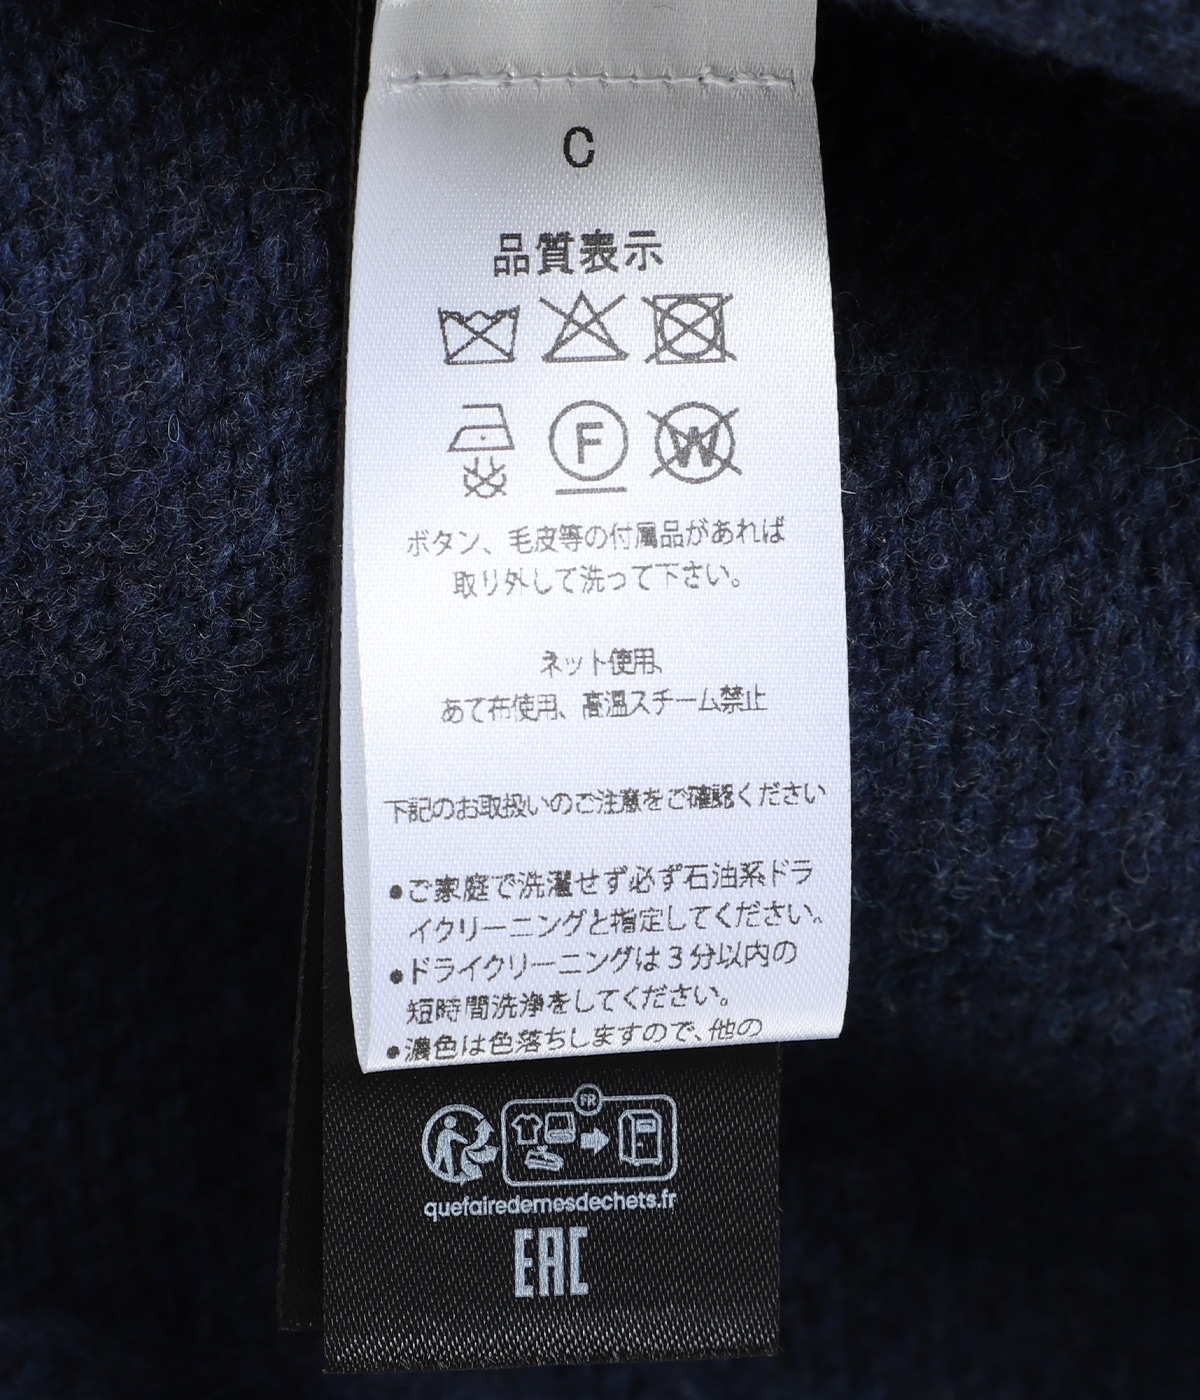 C
品質表示
F
W
ボタン、毛皮等の付属品があれば
取り外して洗って下さい。
ネット使用、
あて布使用、高温スチーム禁止
下記のお取扱いのご注意をご確認ください
●ご家庭で洗濯せず必ず石油系ドラ
イクリーニングと指定してください。
●ドライクリーニングは3分以内の
短時間洗浄をしてください。
●濃色は色落ちしますので、他の
FR
quefairedemesdechets.fr
EAC